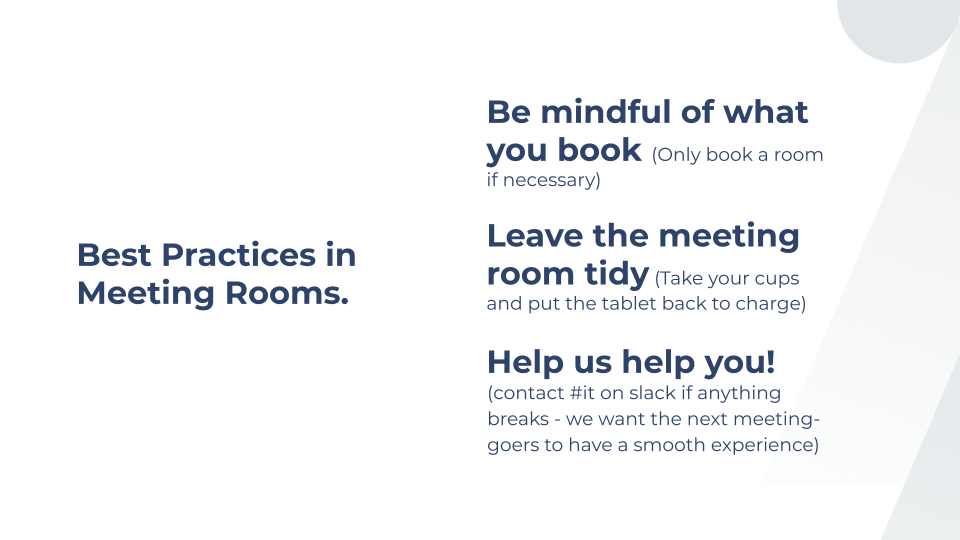 Best Practices in
Meeting Rooms.
Be mindful of what
you book (Only book a room
if necessary)
Leave the meeting
room tidy (Take your cups
and put the tablet back to charge)
Help us help you!
(contact #it on slack if anything
breaks - we want the next meeting-
goers to have a smooth experience)